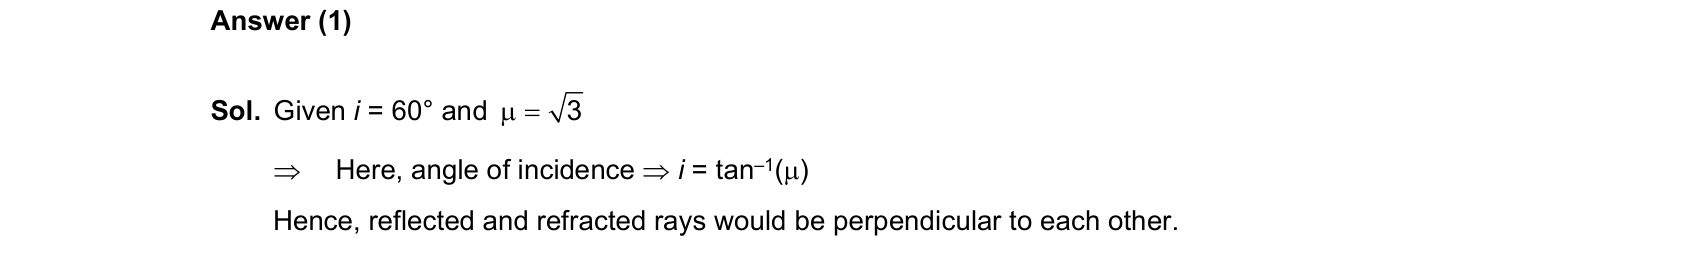 Answer (1)
Sol. Given i = 60° and μ = √3
⇒ Here, angle of incidence ⇒ i = tan⁻¹(μ)
Hence, reflected and refracted rays would be perpendicular to each other.